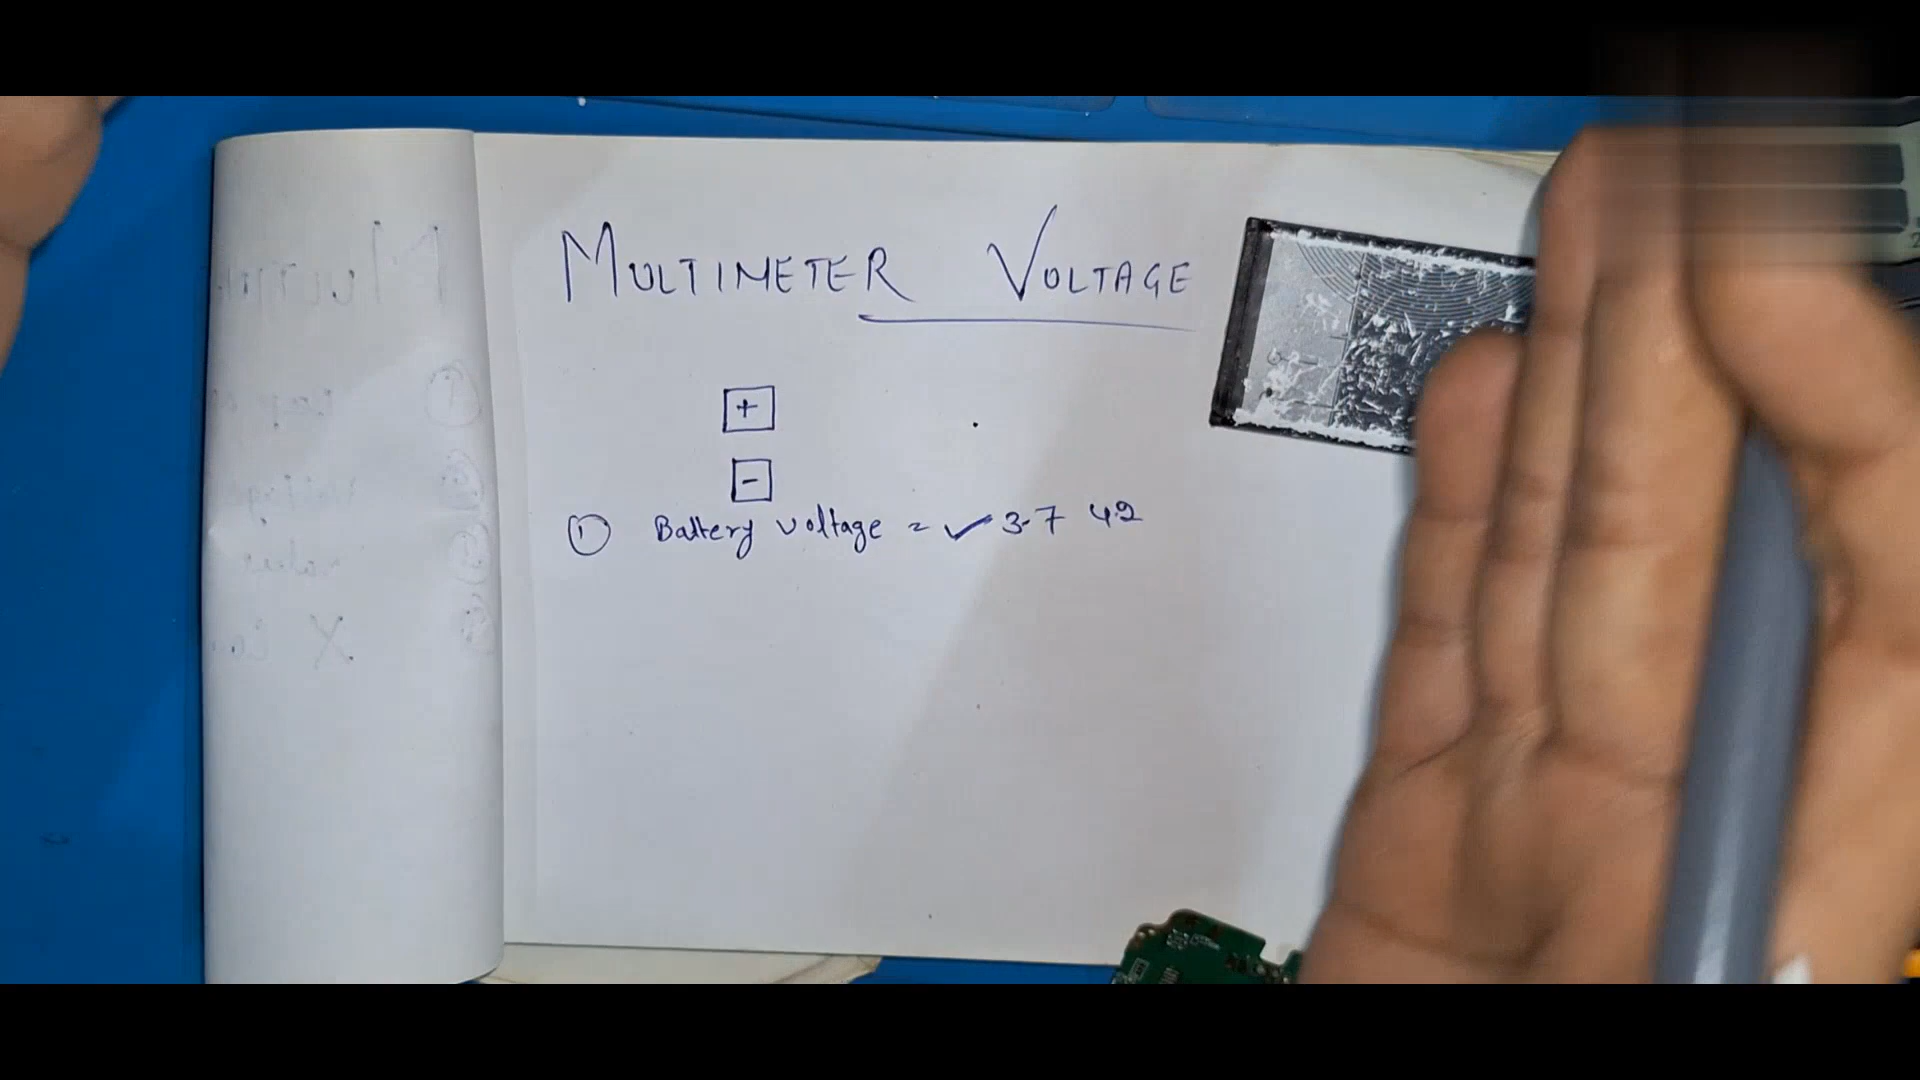 MULTIMETER VOLTAGE
+
-
① Battery voltage = ✓ 3.7 4.2